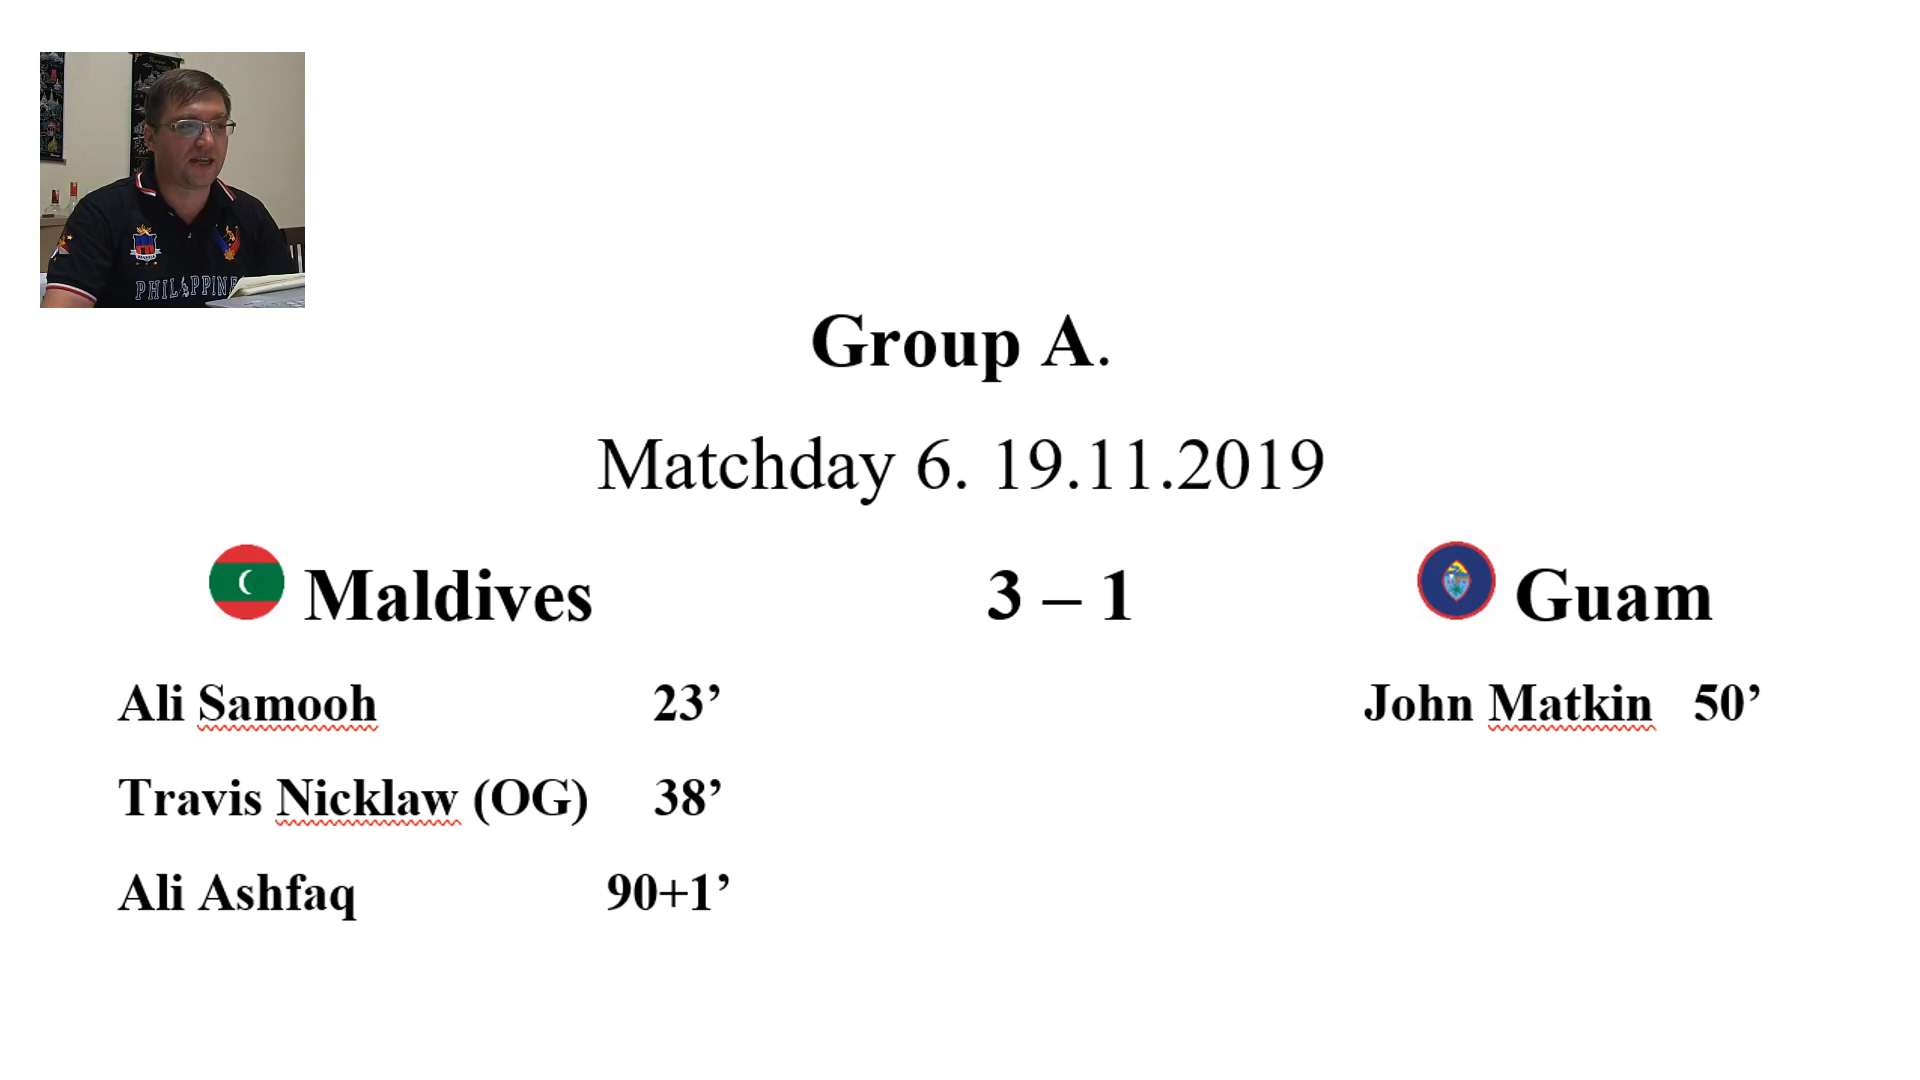 PHILIPPINE
Group A.
Matchday 6. 19.11.2019
Maldives 3 – 1 Guam
Ali Samooh 23’ John Matkin 50’
Travis Nicklaw (OG) 38’
Ali Ashfaq 90+1’